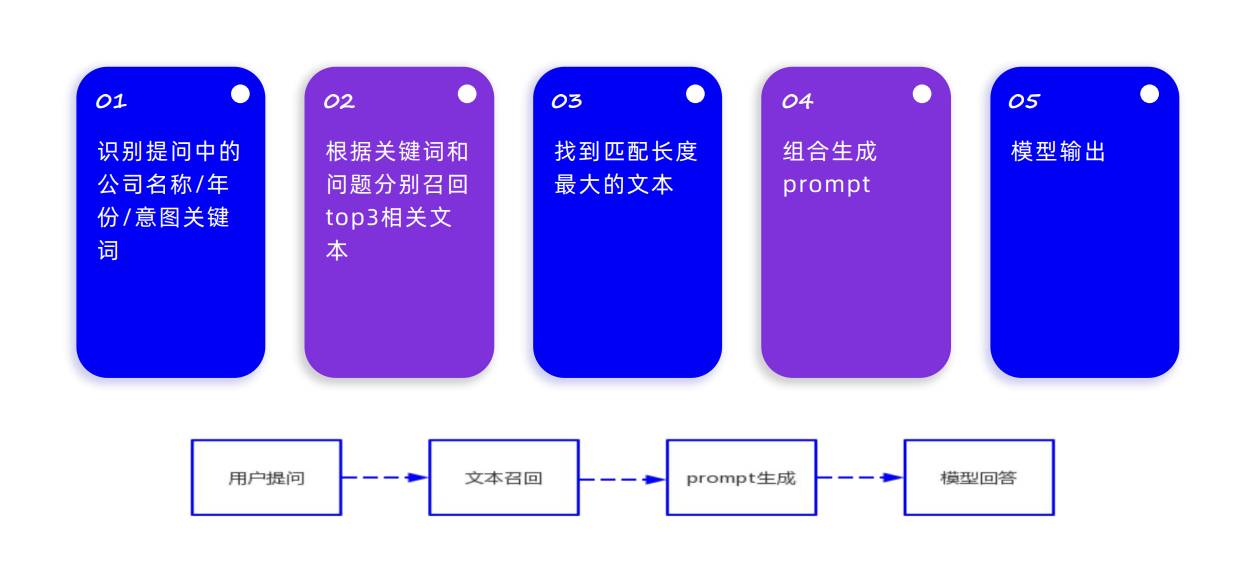 01
识别提问中的
公司名称/年
份/意图关键
词
02
根据关键词和
问题分别召回
top3相关文
本
03
找到匹配长度
最大的文本
04
组合生成
prompt
05
模型输出
用户提问
文本召回
prompt生成
模型回答